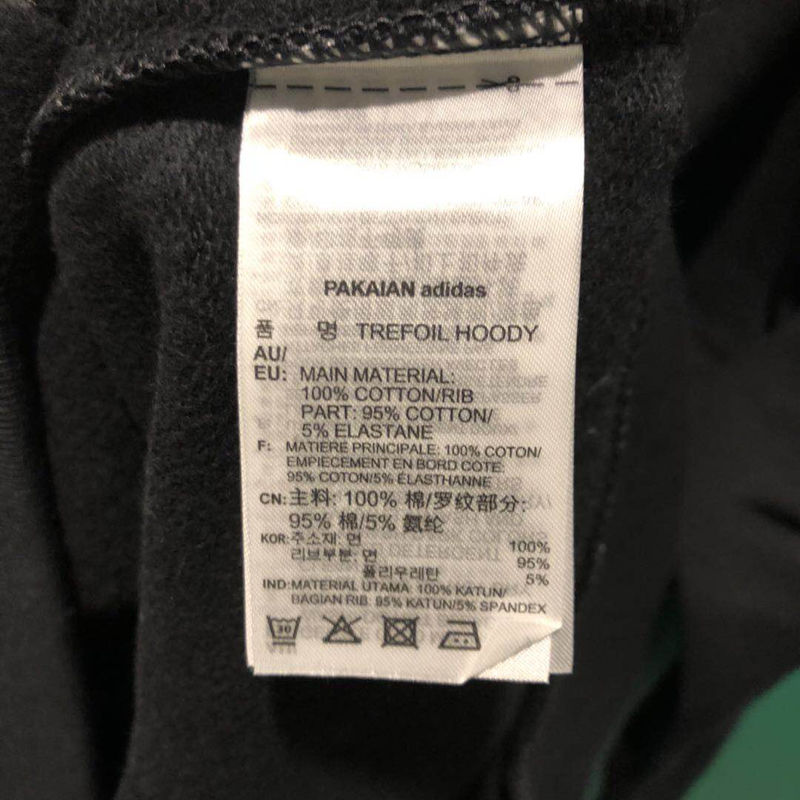 PAKAIAN adidas
품 명 TREFOIL HOODY
AU/
EU: MAIN MATERIAL:
100% COTTON/RIB
PART: 95% COTTON/
5% ELASTANE
F: MATIERE PRINCIPALE: 100% COTON/
EMPIECEMENT EN BORD COTE:
95% COTON/5% ÉLASTHANNE
CN: 主料: 100% 棉/罗纹部分:
95% 棉/5% 氨纶
KOR: 주소재: 면 100%
리브부분: 면 95%
폴리우레탄 5%
IND: MATERIAL UTAMA: 100% KATUN/
BAGIAN RIB: 95% KATUN/5% SPANDEX
30